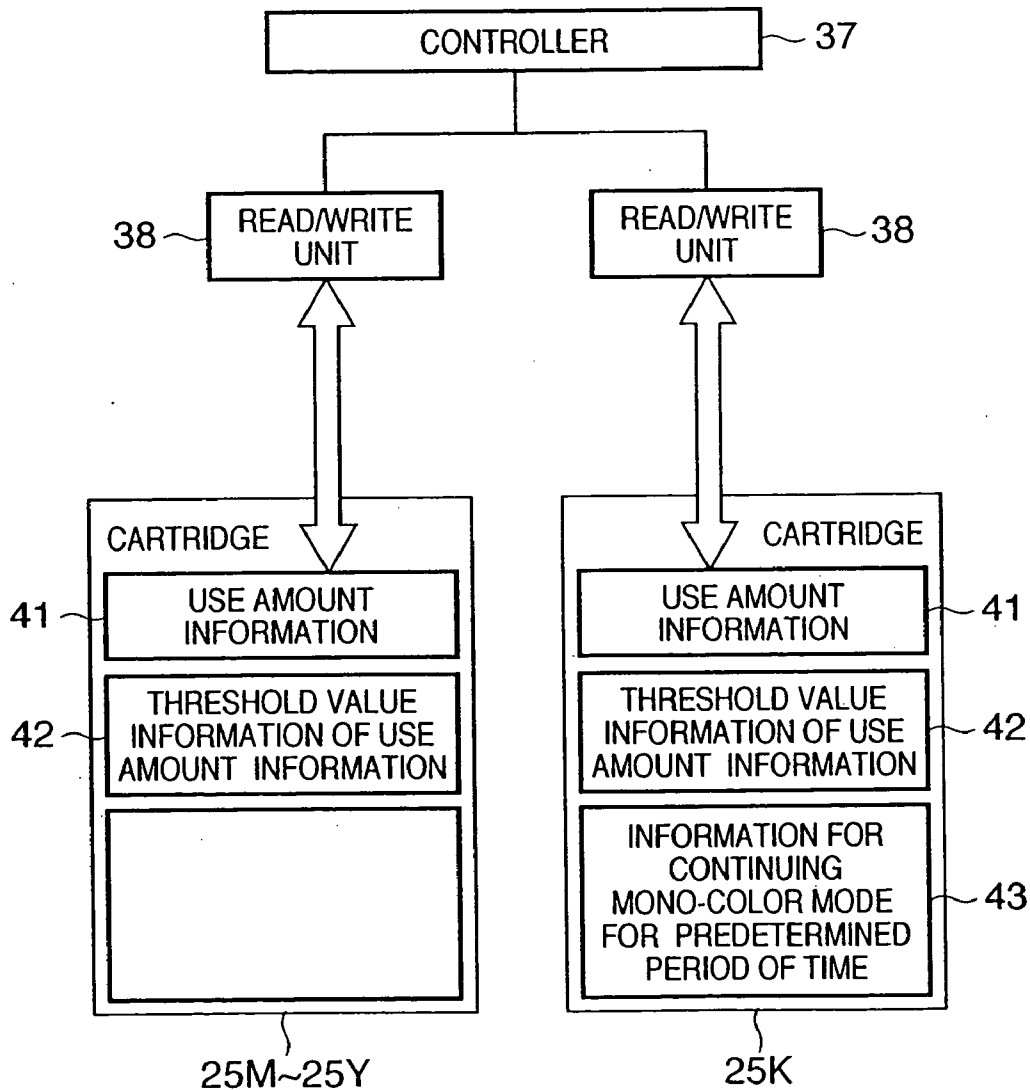 CONTROLLER
37
READ/WRITE
UNIT
38
READ/WRITE
UNIT
38
CARTRIDGE
USE AMOUNT
INFORMATION
41
THRESHOLD VALUE
INFORMATION OF USE
AMOUNT INFORMATION
42
25M~25Y
CARTRIDGE
USE AMOUNT
INFORMATION
41
THRESHOLD VALUE
INFORMATION OF USE
AMOUNT INFORMATION
42
INFORMATION FOR
CONTINUING
MONO-COLOR MODE
FOR PREDETERMINED
PERIOD OF TIME
43
25K